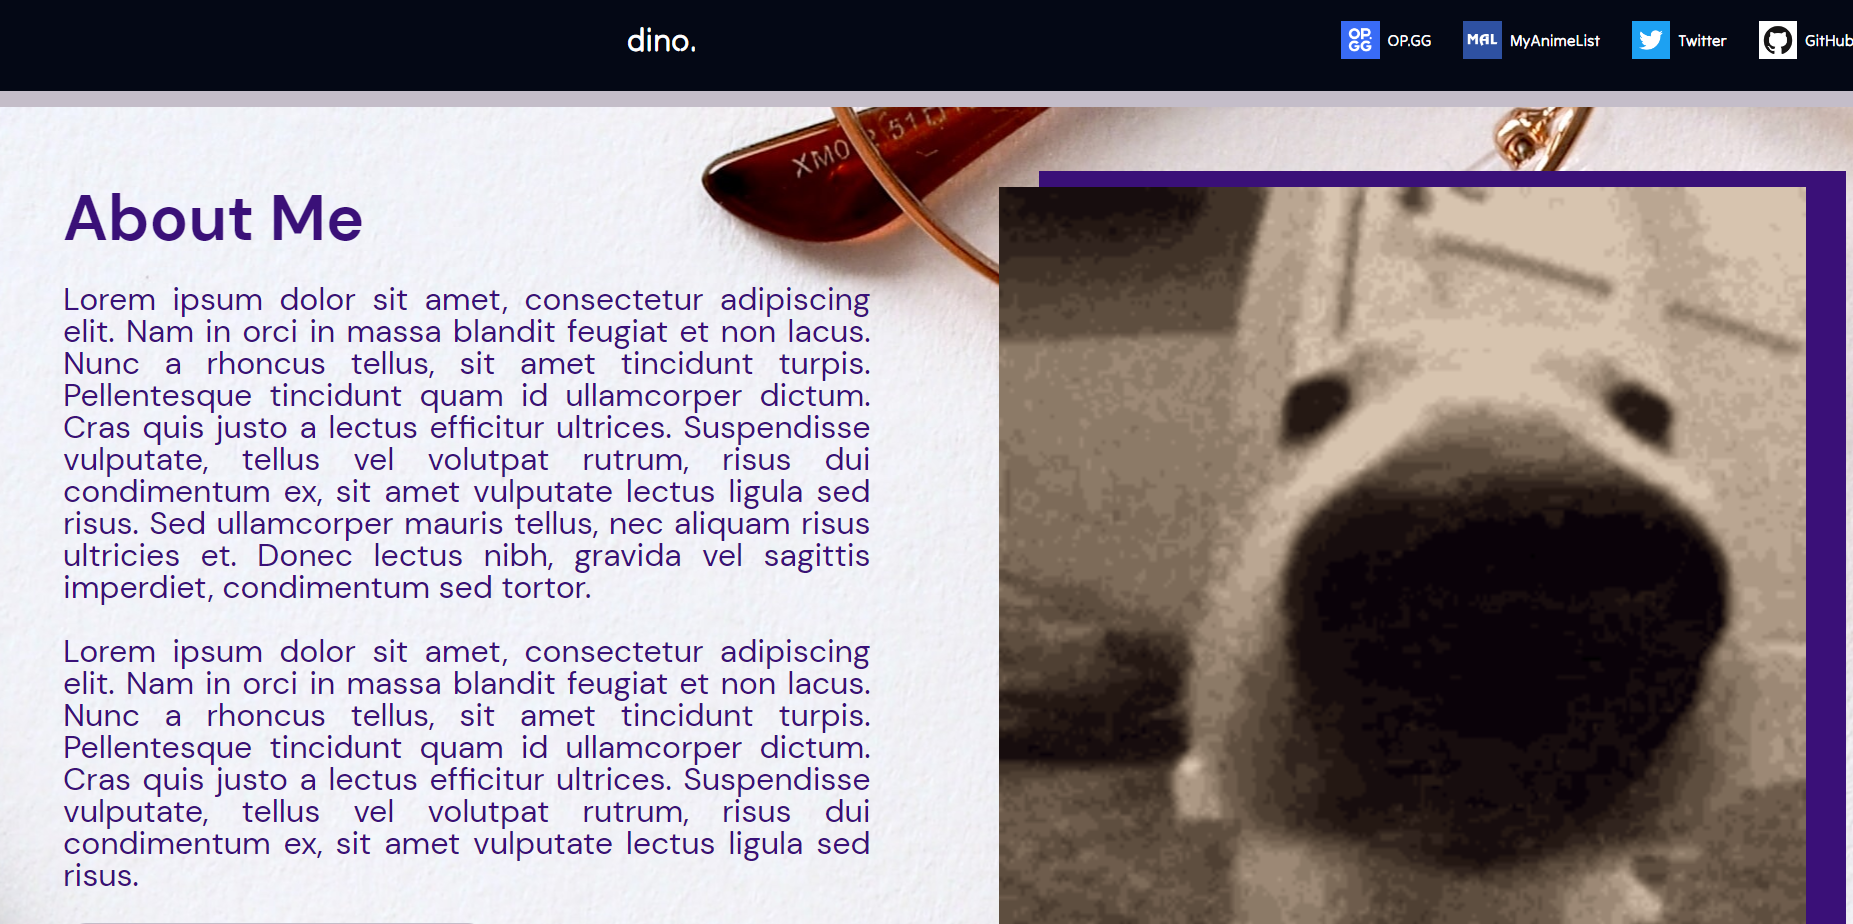 dino.
OP.GG OP.GG
MAL MyAnimeList
Twitter
GitHub
XMO 51
About Me
Lorem ipsum dolor sit amet, consectetur adipiscing
elit. Nam in orci in massa blandit feugiat et non lacus.
Nunc a rhoncus tellus, sit amet tincidunt turpis.
Pellentesque tincidunt quam id ullamcorper dictum.
Cras quis justo a lectus efficitur ultrices. Suspendisse
vulputate, tellus vel volutpat rutrum, risus dui
condimentum ex, sit amet vulputate lectus ligula sed
risus. Sed ullamcorper mauris tellus, nec aliquam risus
ultricies et. Donec lectus nibh, gravida vel sagittis
imperdiet, condimentum sed tortor.
Lorem ipsum dolor sit amet, consectetur adipiscing
elit. Nam in orci in massa blandit feugiat et non lacus.
Nunc a rhoncus tellus, sit amet tincidunt turpis.
Pellentesque tincidunt quam id ullamcorper dictum.
Cras quis justo a lectus efficitur ultrices. Suspendisse
vulputate, tellus vel volutpat rutrum, risus dui
condimentum ex, sit amet vulputate lectus ligula sed
risus.